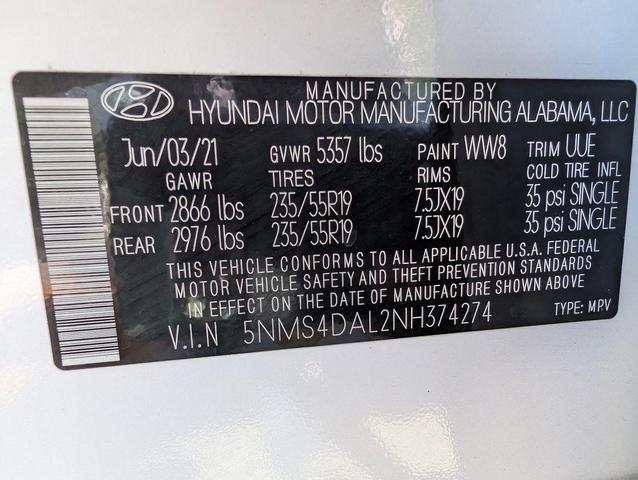 MANUFACTURED BY
HYUNDAI MOTOR MANUFACTURING ALABAMA, LLC
Jun/03/21 GVWR 5357 lbs PAINT WW8 TRIM UUE
GAWR TIRES RIMS COLD TIRE INFL
FRONT 2866 lbs 235/55R19 7.5JX19 35 psi SINGLE
REAR 2976 lbs 235/55R19 7.5JX19 35 psi SINGLE
THIS VEHICLE CONFORMS TO ALL APPLICABLE U.S.A. FEDERAL
MOTOR VEHICLE SAFETY AND THEFT PREVENTION STANDARDS
IN EFFECT ON THE DATE OF MANUFACTURE SHOWN ABOVE
V.I.N 5NMS4DAL2NH374274 TYPE: MPV